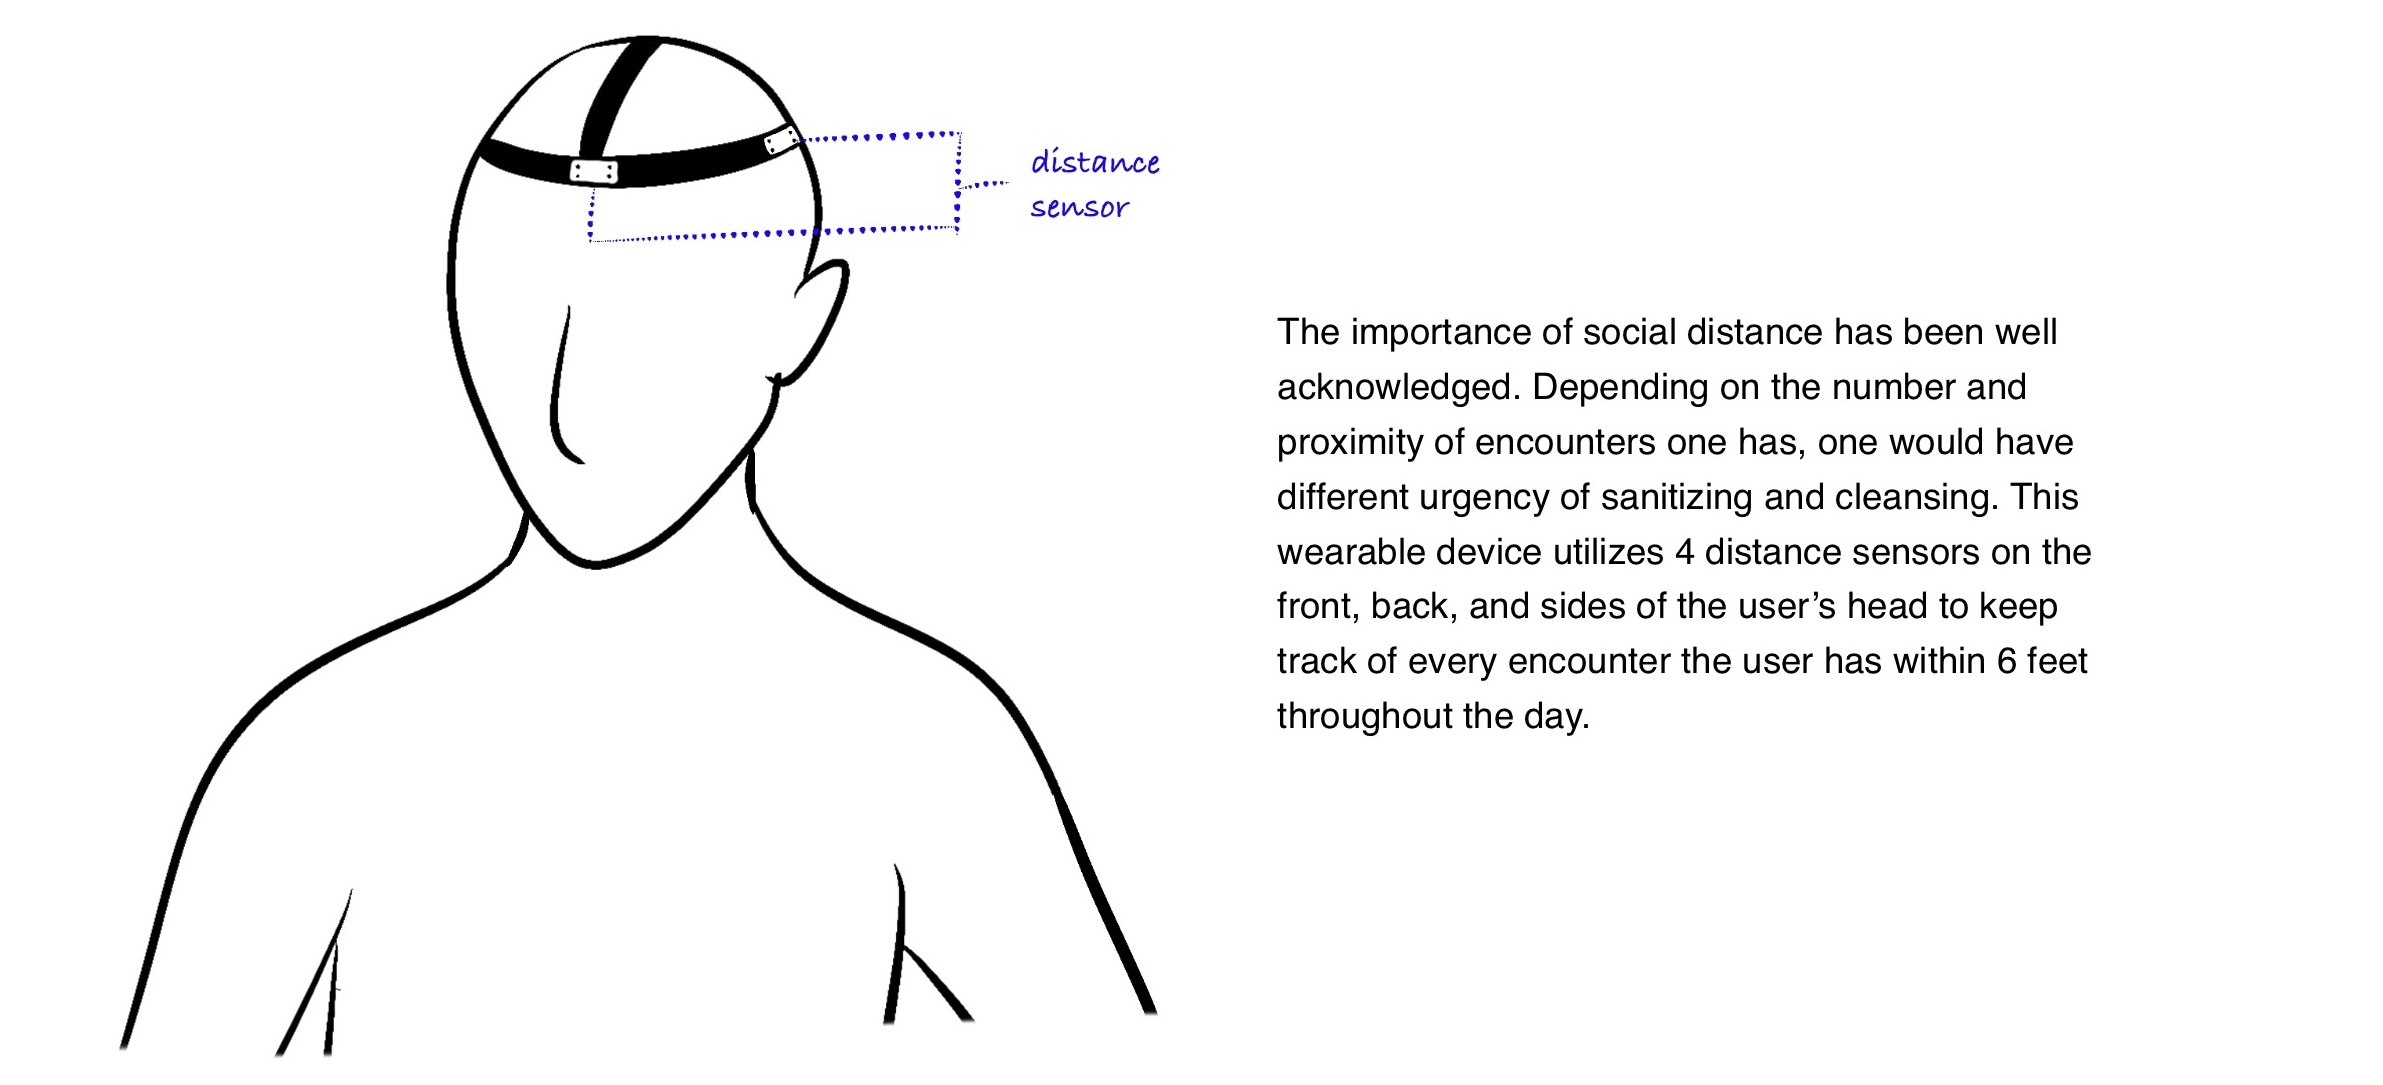 distance
sensor
The importance of social distance has been well
acknowledged. Depending on the number and
proximity of encounters one has, one would have
different urgency of sanitizing and cleansing. This
wearable device utilizes 4 distance sensors on the
front, back, and sides of the user’s head to keep
track of every encounter the user has within 6 feet
throughout the day.